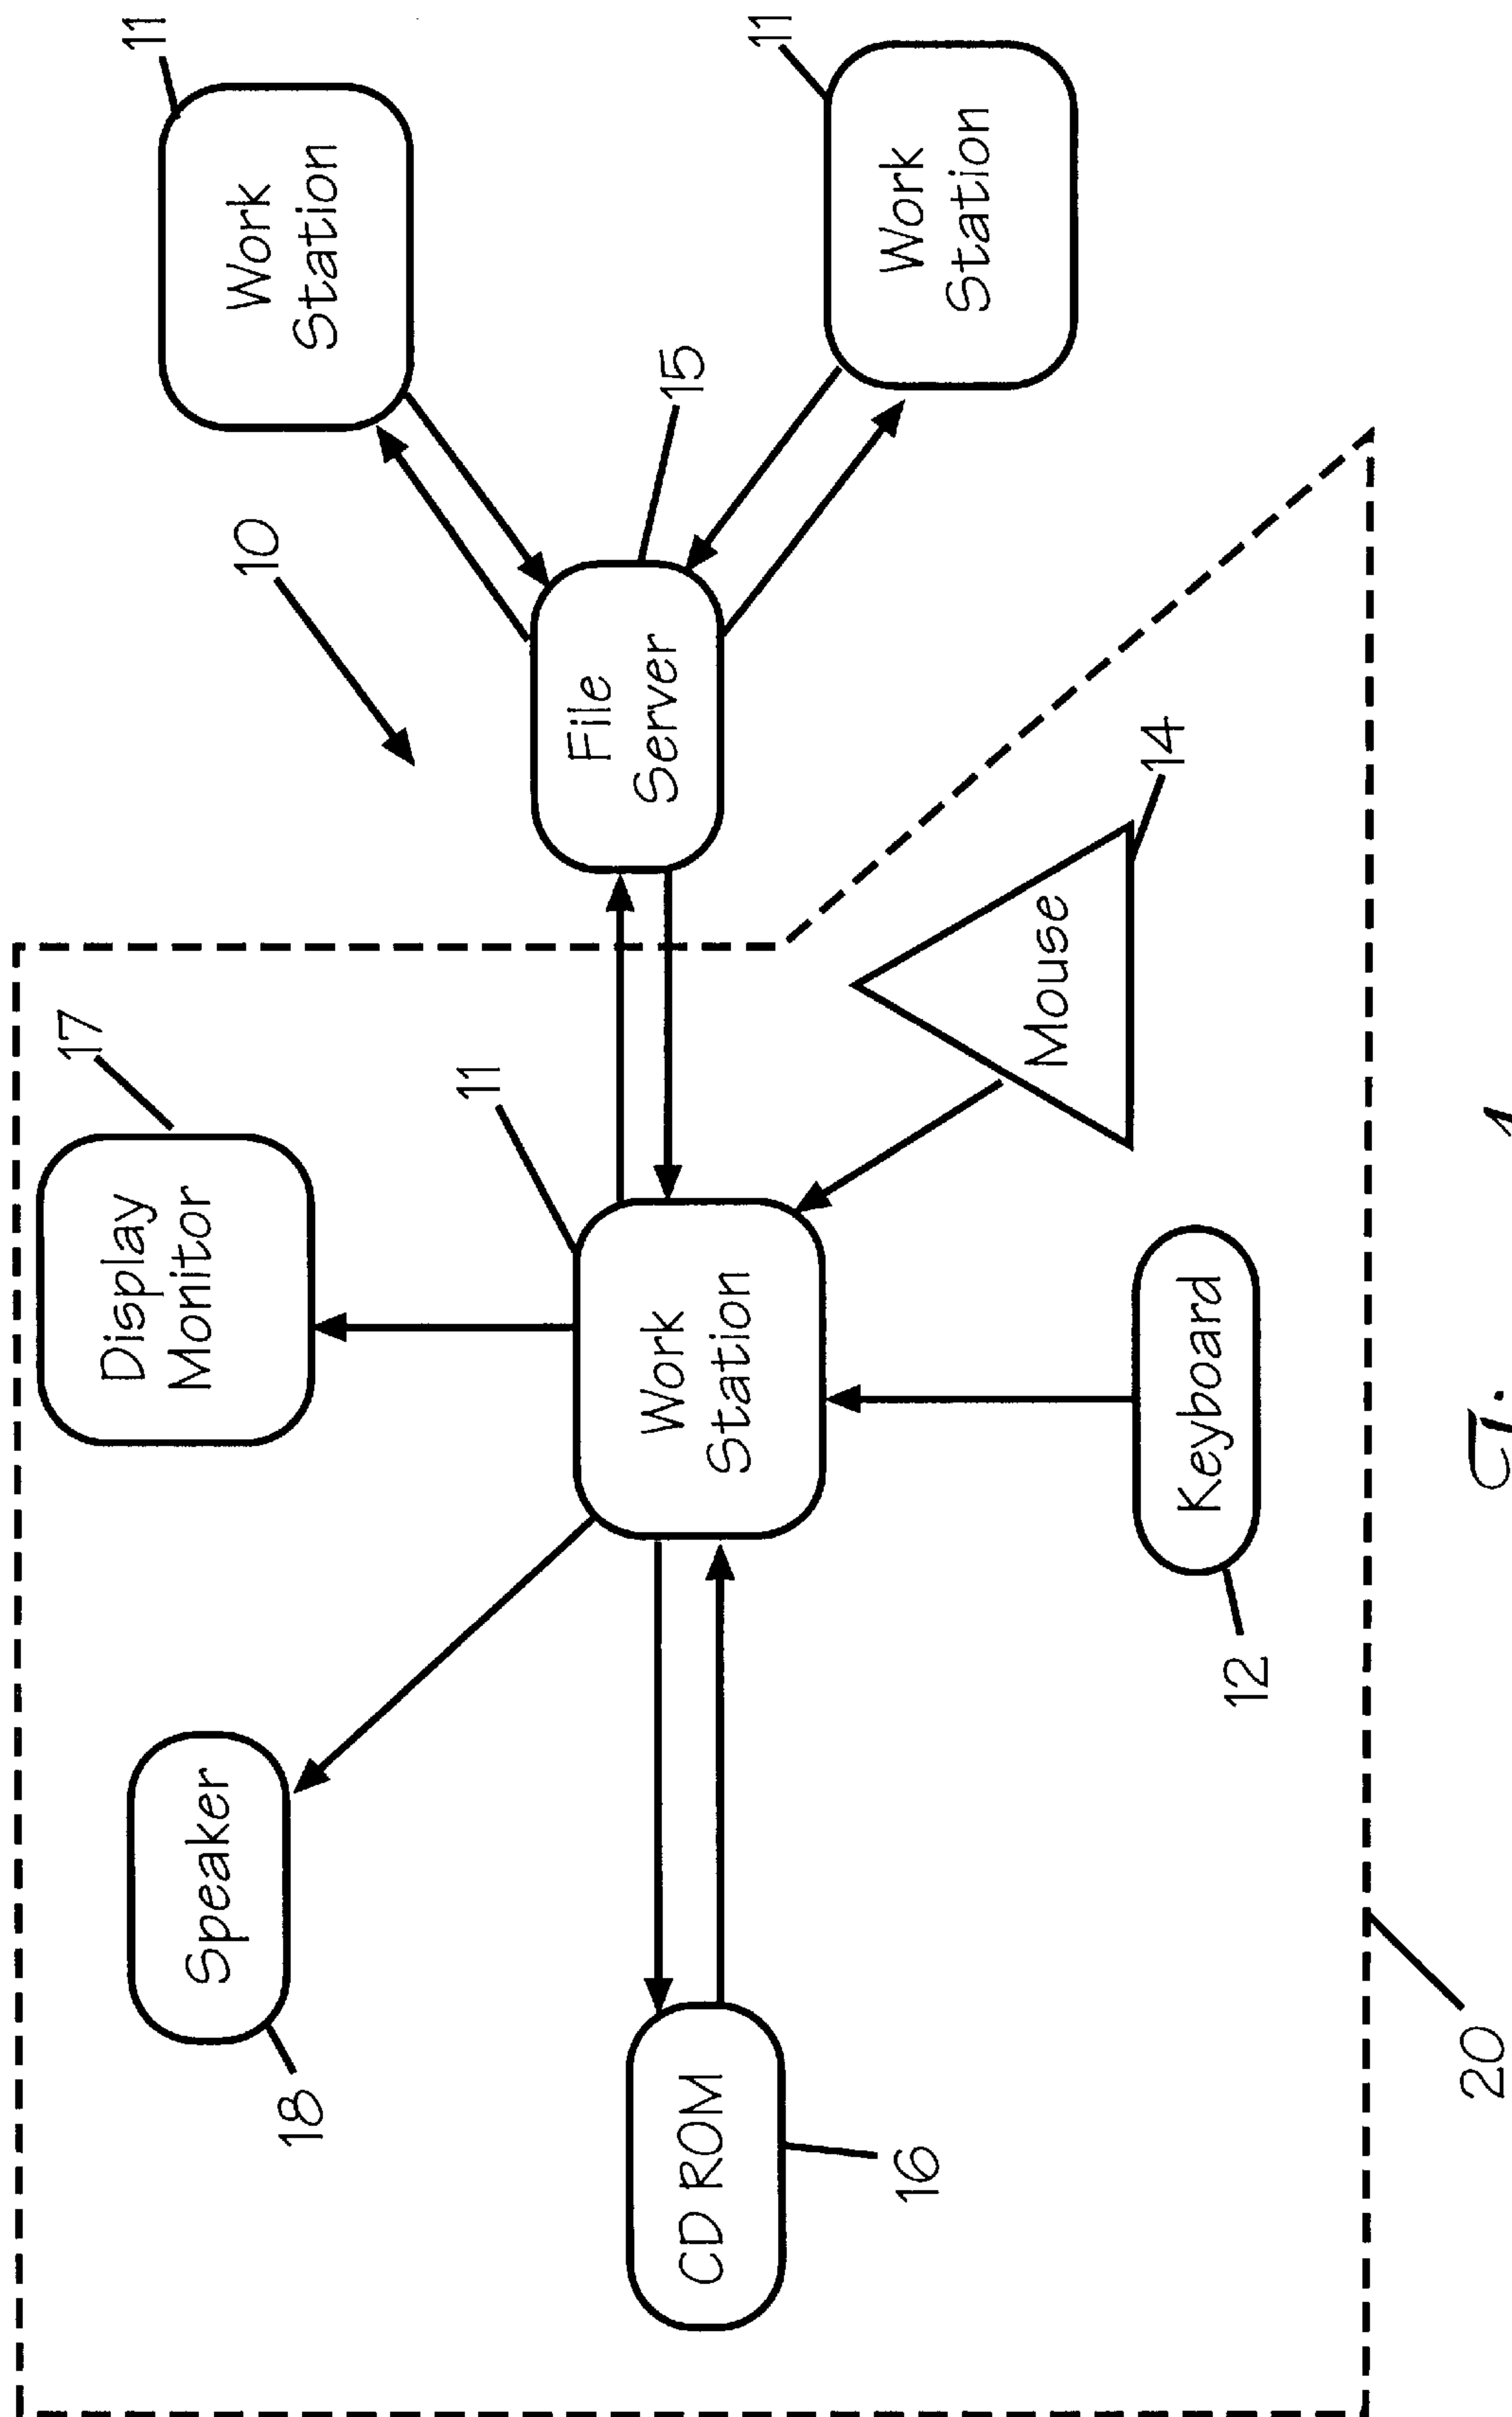 17
Display
Monitor
Speaker
18
10
11
Work
Station
11
Work
Station
File
Server
15
CD ROM
16
11
Work
Station
Mouse
14
Keyboard
12
20